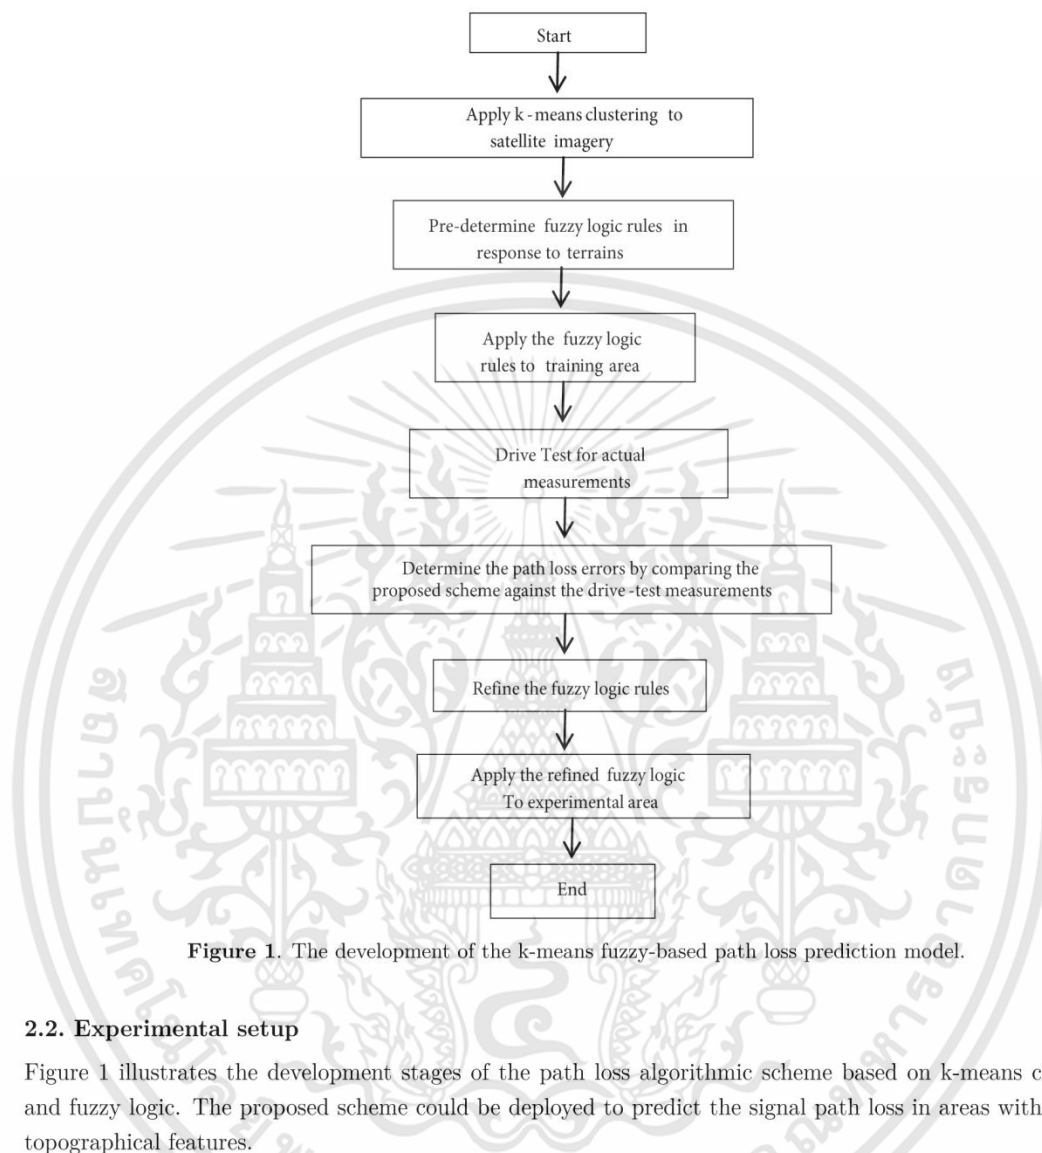 Start
Apply k-means clustering to
satellite imagery
Pre-determine fuzzy logic rules in
response to terrains
Apply the fuzzy logic
rules to training area
Drive Test for actual
measurements
Determine the path loss errors by comparing the
proposed scheme against the drive-test measurements
Refine the fuzzy logic rules
Apply the refined fuzzy logic
To experimental area
End
Figure 1. The development of the k-means fuzzy-based path loss prediction model.
2.2. Experimental setup
Figure 1 illustrates the development stages of the path loss algorithmic scheme based on k-means c
and fuzzy logic. The proposed scheme could be deployed to predict the signal path loss in areas with
topographical features.